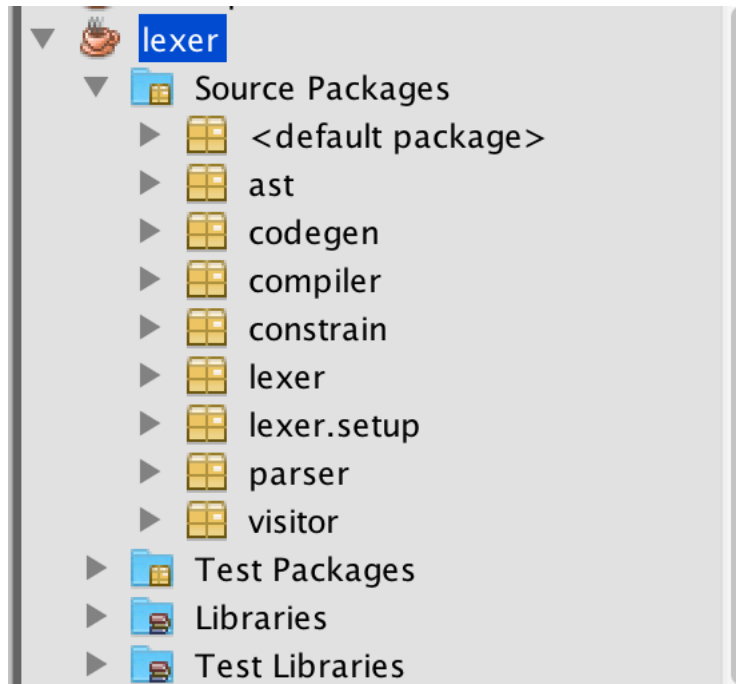 lexer
Source Packages
<default package>
ast
codegen
compiler
constrain
lexer
lexer.setup
parser
visitor
Test Packages
Libraries
Test Libraries